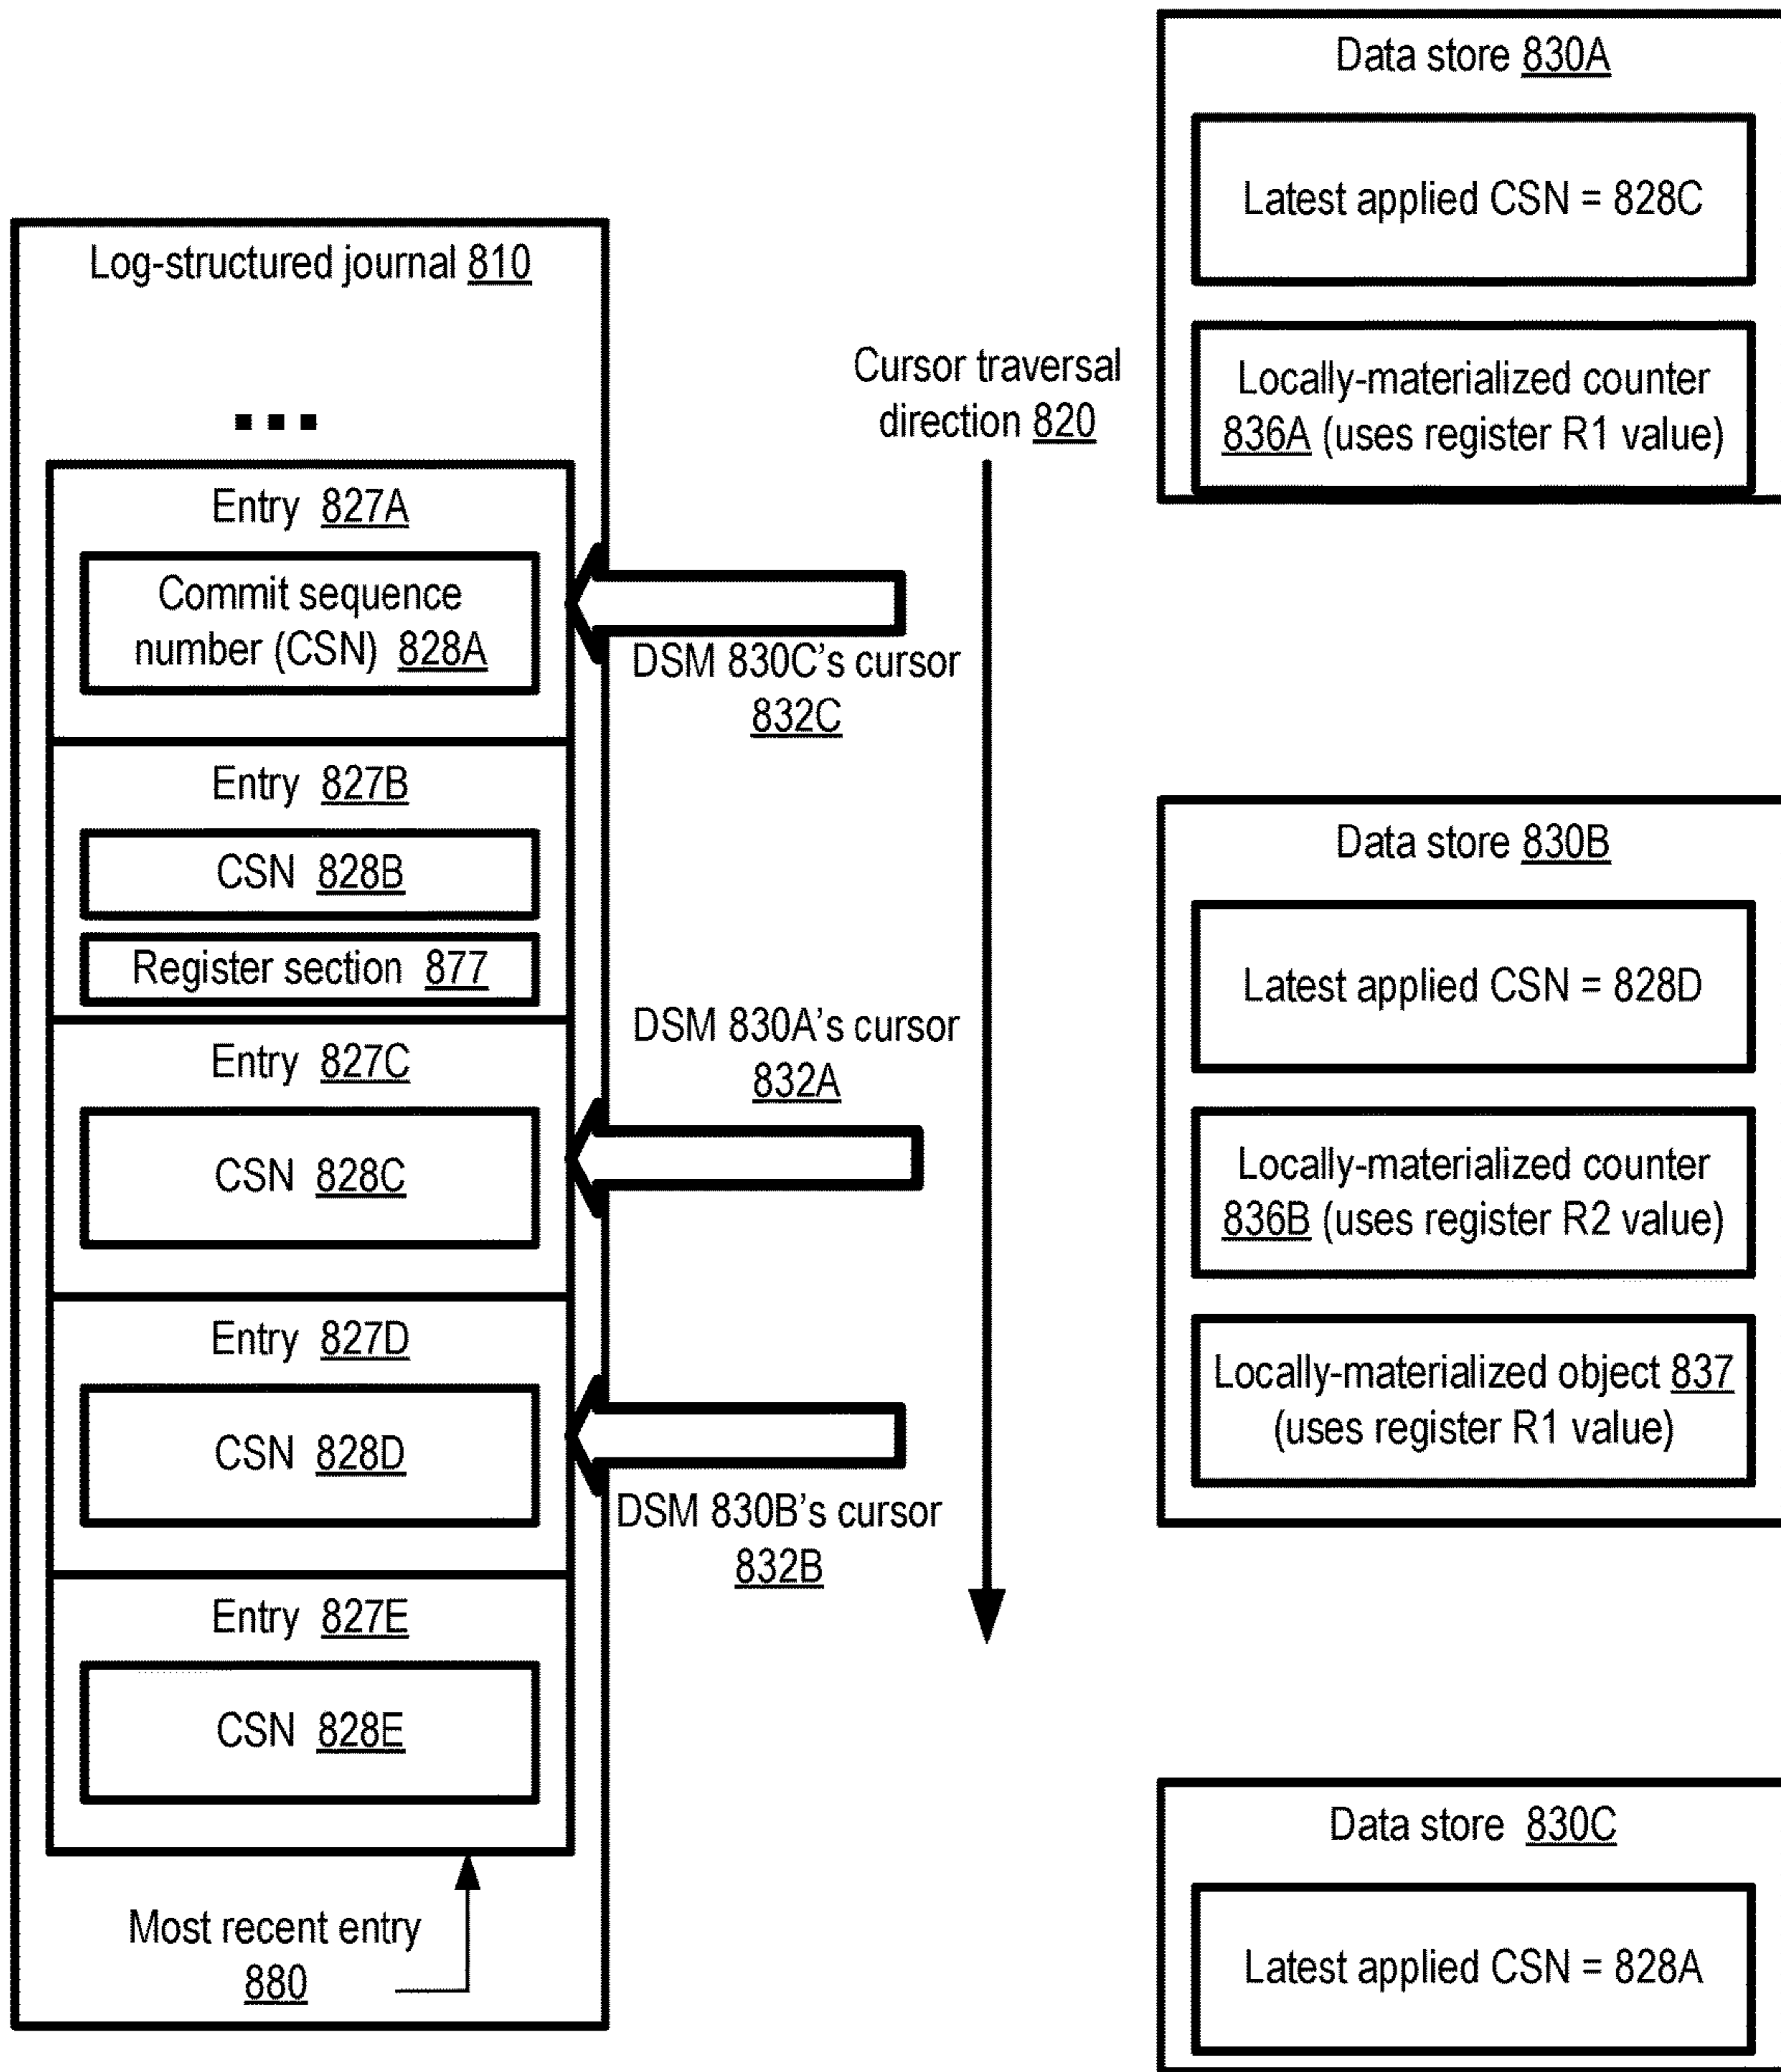 Log-structured journal 810
...
Entry 827A
Commit sequence
number (CSN) 828A
Entry 827B
CSN 828B
Register section 877
Entry 827C
CSN 828C
Entry 827D
CSN 828D
Entry 827E
CSN 828E
Most recent entry
880
Cursor traversal
direction 820
DSM 830C's cursor
832C
DSM 830A's cursor
832A
DSM 830B's cursor
832B
Data store 830A
Latest applied CSN = 828C
Locally-materialized counter
836A (uses register R1 value)
Data store 830B
Latest applied CSN = 828D
Locally-materialized counter
836B (uses register R2 value)
Locally-materialized object 837
(uses register R1 value)
Data store 830C
Latest applied CSN = 828A